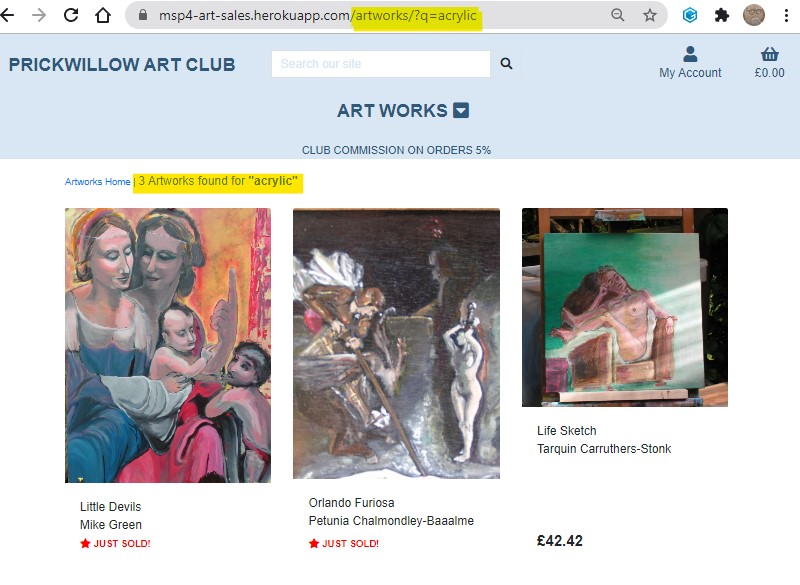 msp4-art-sales.herokuapp.com/artworks/?q=acrylic
PRICKWILLOW ART CLUB
Search our site
My Account
£0.00
ART WORKS
CLUB COMMISSION ON ORDERS 5%
Artworks Home | 3 Artworks found for "acrylic"
Little Devils
Mike Green
JUST SOLD!
Orlando Furiosa
Petunia Chalmondley-Baaalme
JUST SOLD!
Life Sketch
Tarquin Carruthers-Stonk
£42.42